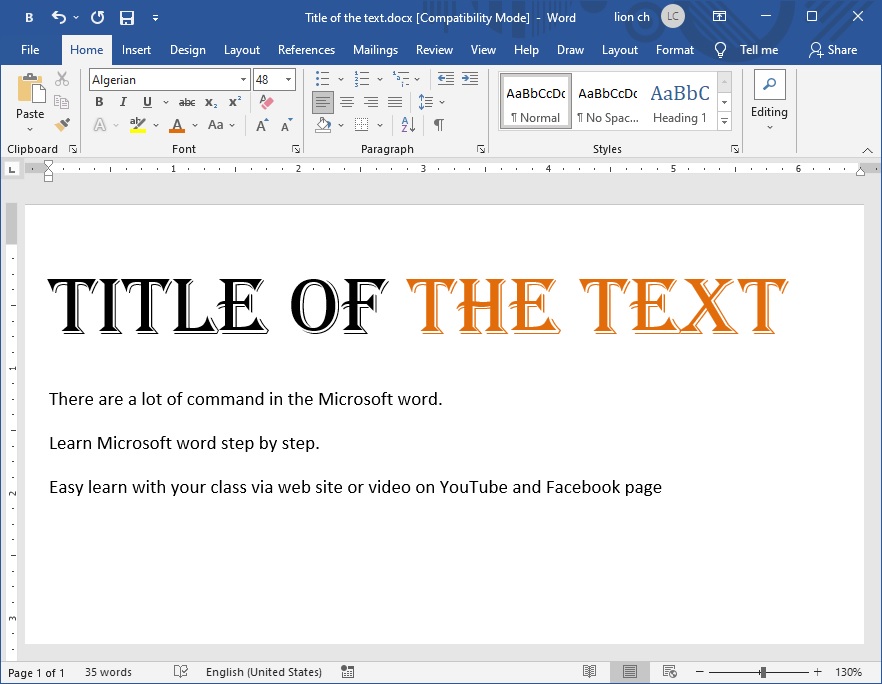 B Title of the text.docx [Compatibility Mode] - Word lion ch LC
File Home Insert Design Layout References Mailings Review View Help Draw Layout Format Tell me Share
Algerian 48 AaBbCcDc AaBbCcDc AaBbC
B I U abc x₂ x² ¶ Normal ¶ No Spac... Heading 1
Paste A ab A Aa A A A Z ¶ Editing
Clipboard Font Paragraph Styles
L 1 2 3 4 5 6
TITLE OF THE TEXT
1
There are a lot of command in the Microsoft word.
Learn Microsoft word step by step.
2
Easy learn with your class via web site or video on YouTube and Facebook page
3
Page 1 of 1 35 words English (United States) 130%